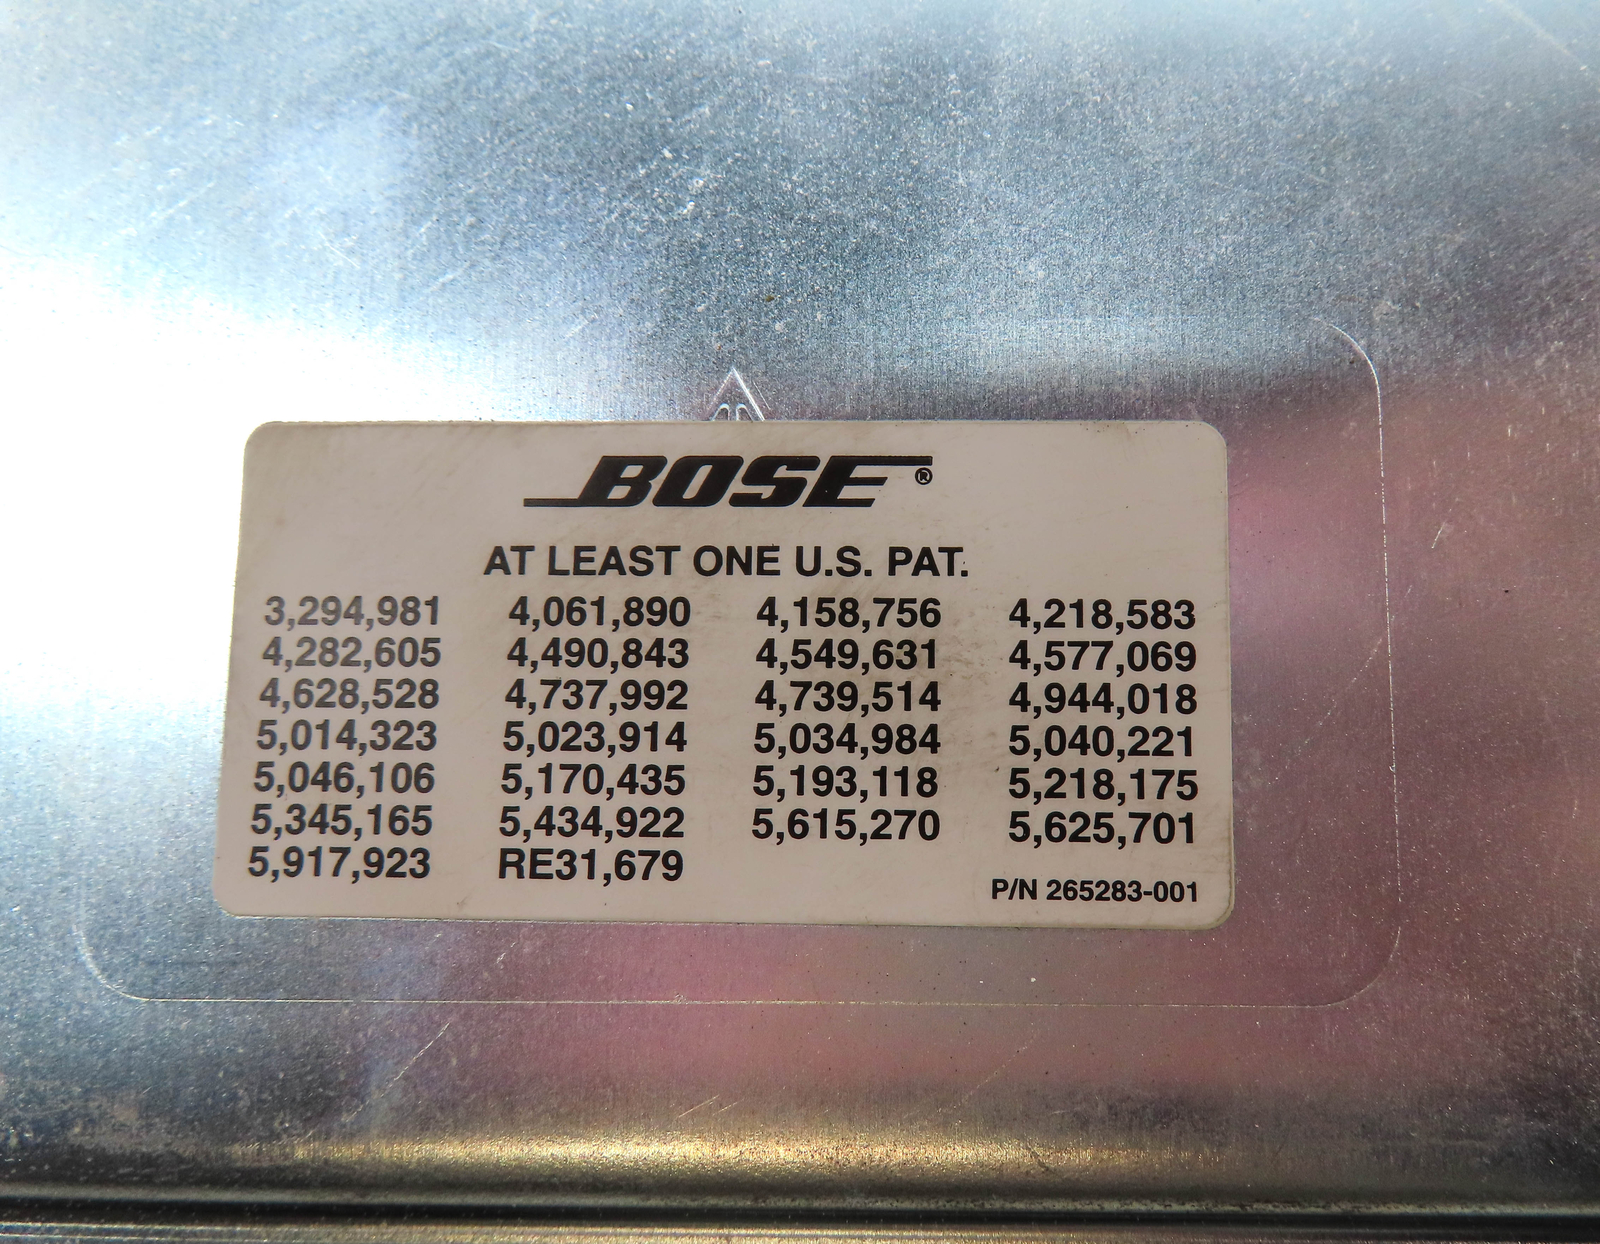 BOSE®
AT LEAST ONE U.S. PAT.
3,294,981 4,061,890 4,158,756 4,218,583
4,282,605 4,490,843 4,549,631 4,577,069
4,628,528 4,737,992 4,739,514 4,944,018
5,014,323 5,023,914 5,034,984 5,040,221
5,046,106 5,170,435 5,193,118 5,218,175
5,345,165 5,434,922 5,615,270 5,625,701
5,917,923 RE31,679
P/N 265283-001